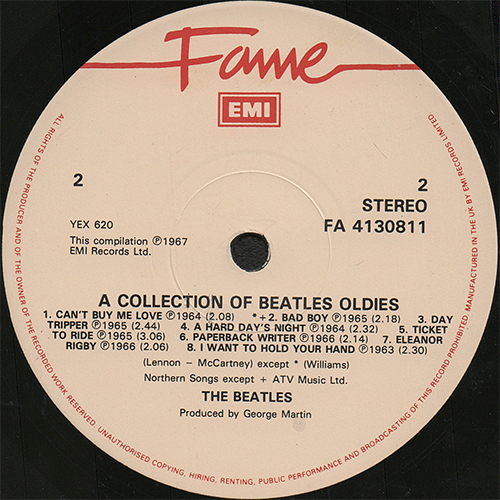 Fame
EMI
2
2
STEREO
YEX 620
FA 4130811
This compilation ℗1967
EMI Records Ltd.
A COLLECTION OF BEATLES OLDIES
1. CAN'T BUY ME LOVE ℗1964 (2.08) *+2. BAD BOY ℗1965 (2.18) 3. DAY
TRIPPER ℗1965 (2.44) 4. A HARD DAY'S NIGHT ℗1964 (2.32) 5. TICKET
TO RIDE ℗1965 (3.06) 6. PAPERBACK WRITER ℗1966 (2.14) 7. ELEANOR
RIGBY ℗1966 (2.06) 8. I WANT TO HOLD YOUR HAND ℗1963 (2.30)
(Lennon - McCartney) except * (Williams)
Northern Songs except + ATV Music Ltd.
THE BEATLES
Produced by George Martin
ALL RIGHTS OF THE PRODUCER AND OF THE OWNER OF THE RECORDED WORK RESERVED. UNAUTHORISED COPYING, HIRING, RENTING, PUBLIC PERFORMANCE AND BROADCASTING OF THIS RECORD PROHIBITED. MANUFACTURED IN THE UK BY EMI RECORDS LIMITED